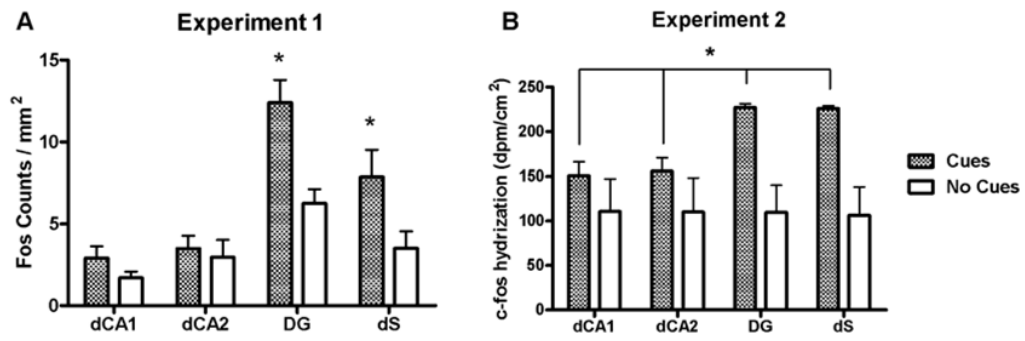 A
Experiment 1
Fos Counts / mm²
15
10
5
0
*
*
dCA1 dCA2 DG dS
B
Experiment 2
c-fos hydrization (dpm/cm²)
250
200
150
100
50
0
*
dCA1 dCA2 DG dS
Cues
No Cues